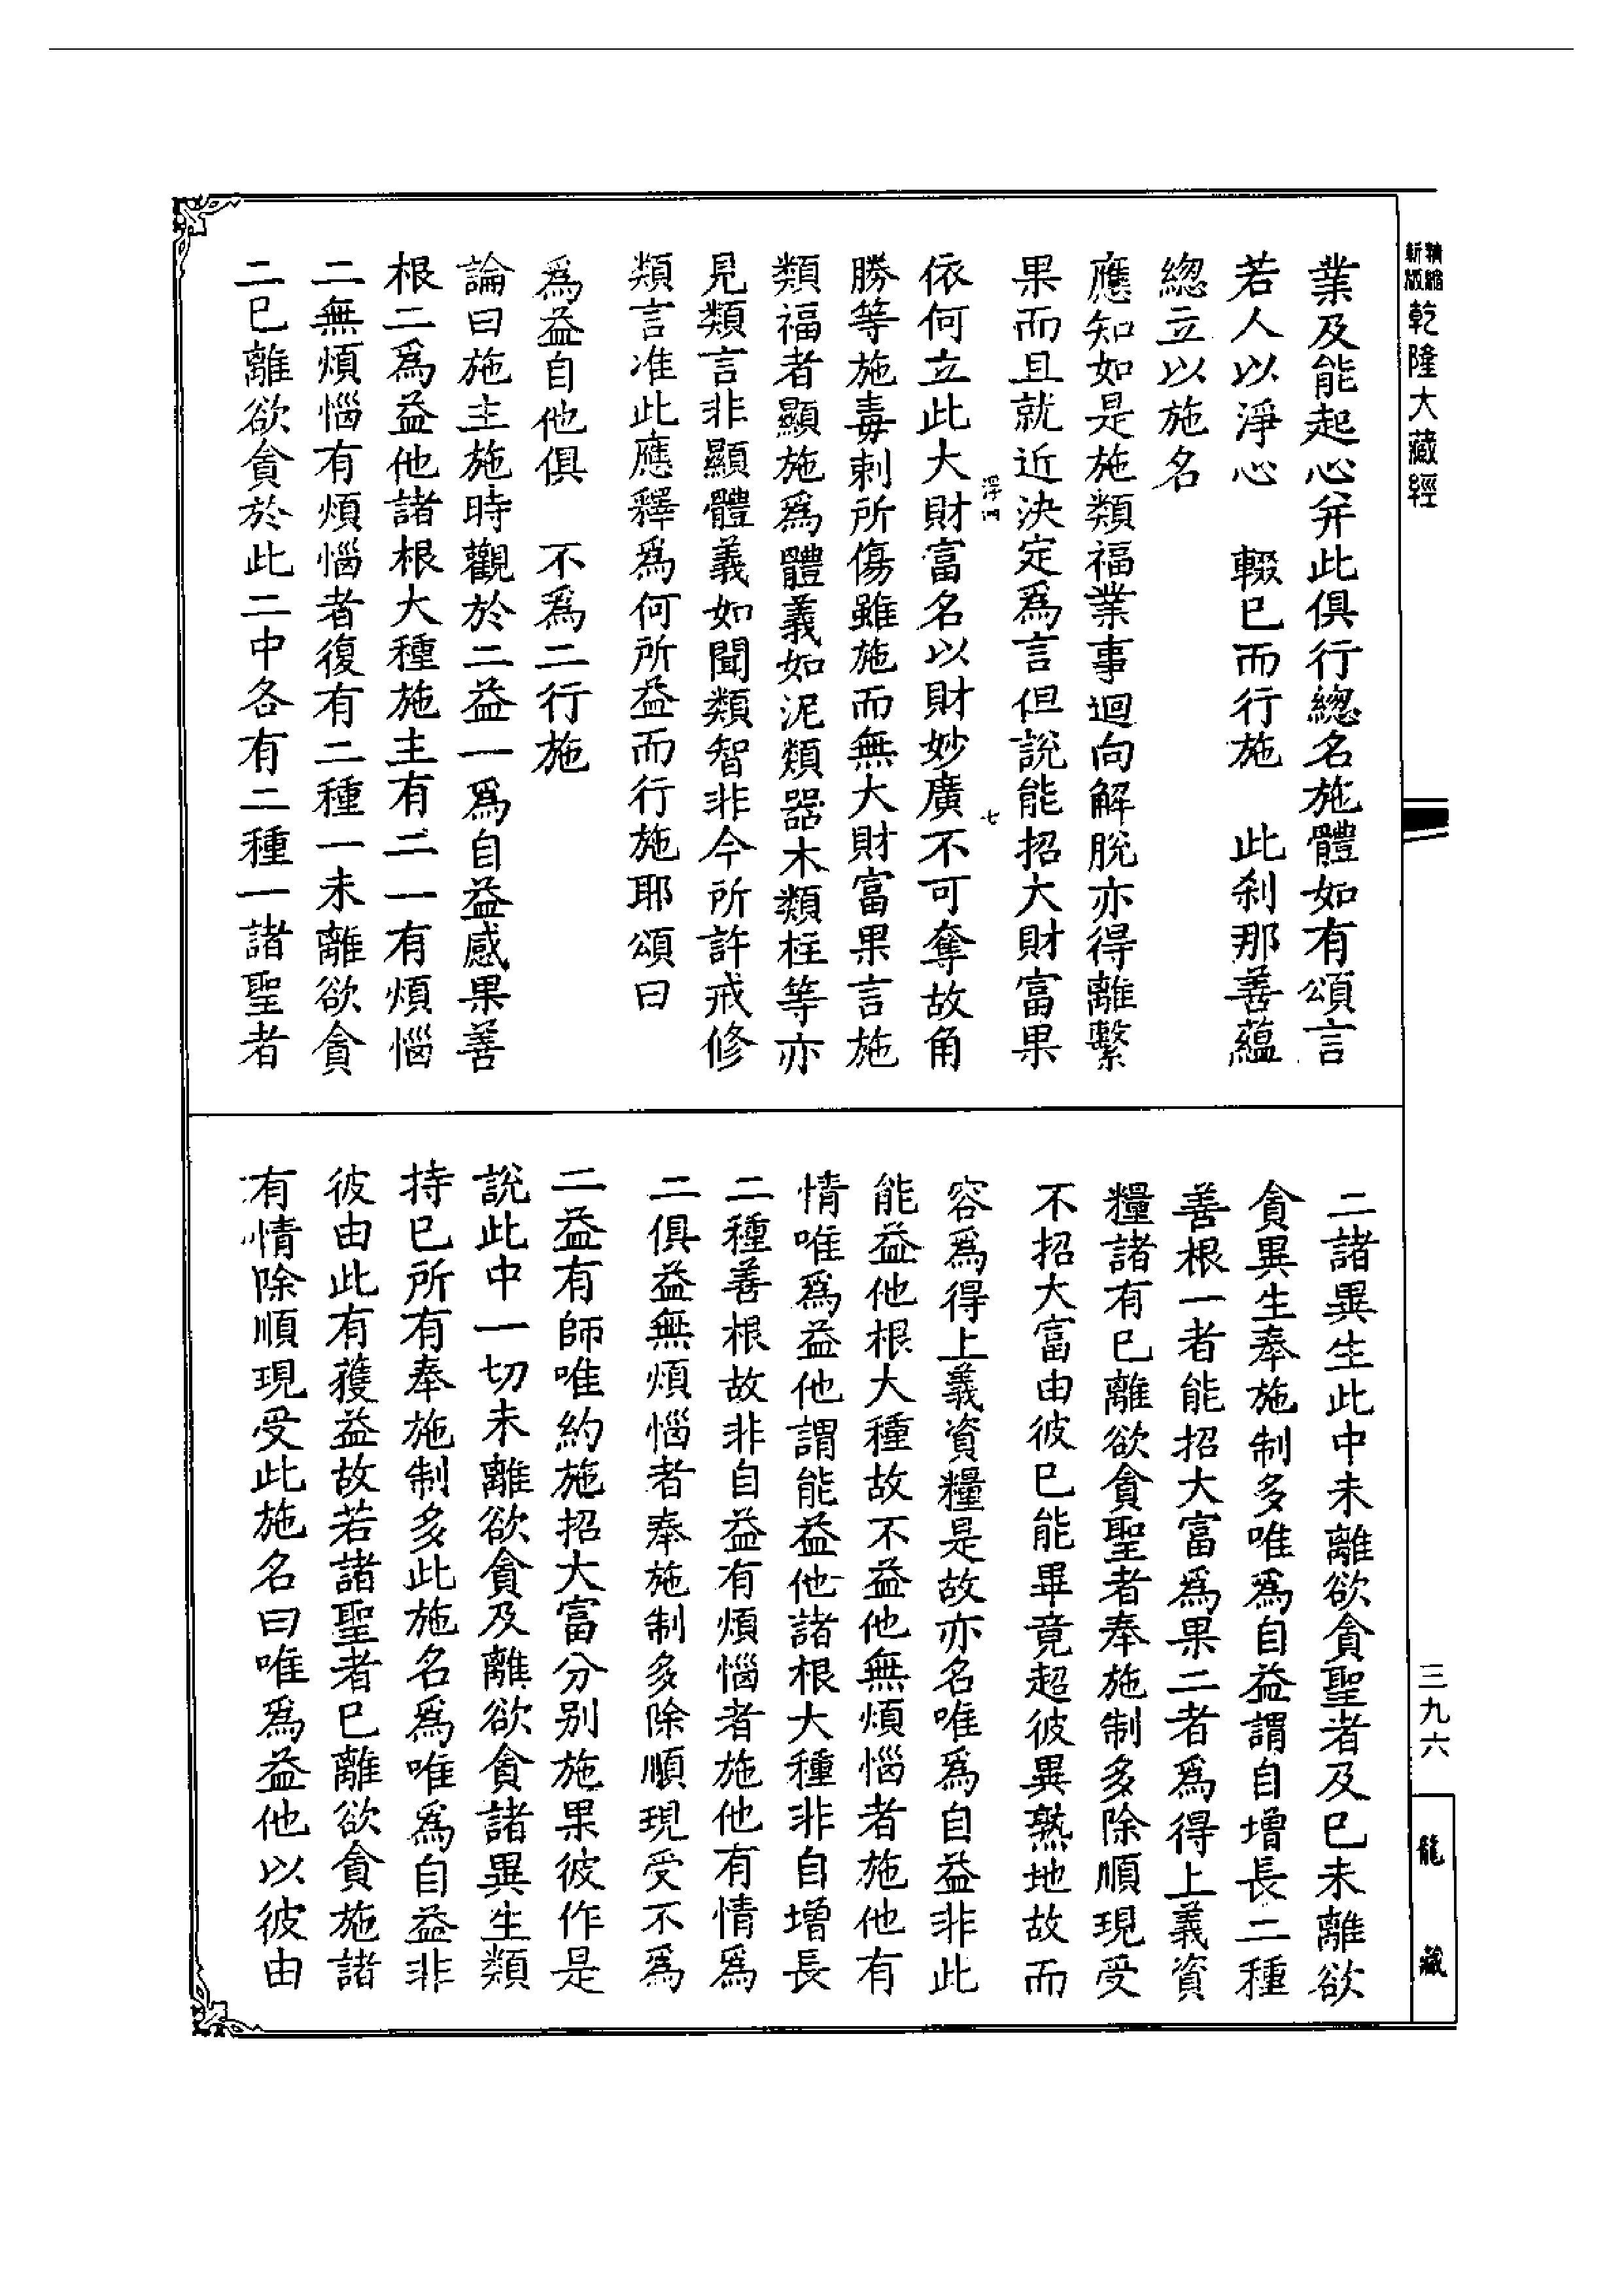 精縮新版乾隆大藏經
業及能起心并此俱行總名施體如有頌言
若人以淨心　輟已而行施　此刹那善蘊
總立以施名
應知如是施類福業事迴向解脫亦得離繫
果而且就近決定爲言但說能招大財富果
依何立此大財富名以財妙廣不可奪故角
勝等施毒刺所傷雖施而無大財富果言施
類福者顯施爲體義如泥類器木類柱等亦
見類言非顯體義如聞類智非今所許戒修
類言准此應釋爲何所益而行施耶頌曰
爲益自他俱　不爲二行施
論曰施主施時觀於二益一爲自益感果善
根二爲益他諸根大種施主有二一有煩惱
二無煩惱有煩惱者復有二種一未離欲貪
二已離欲貪於此二中各有二種一諸聖者
二諸異生此中未離欲貪聖者及已未離欲
貪異生奉施制多唯爲自益謂自增長二種
善根一者能招大富爲果二者爲得上義資
糧諸有已離欲貪聖者奉施制多除順現受
不招大富由彼已能畢竟超彼異熟地故而
容爲得上義資糧是故亦名唯爲自益非此
能益他根大種故不益他無煩惱者施他有
情唯爲益他謂能益他諸根大種非自增長
二種善根故非自益有煩惱者施他有情爲
二俱益無煩惱者奉施制多除順現受不爲
二益有師唯約施招大富分別施果彼作是
說此中一切未離欲貪及離欲貪諸異生類
持已所有奉施制多此施名爲唯爲自益非
彼由此有獲益故若諸聖者已離欲貪施諸
有情除順現受此施名曰唯爲益他以彼由
三九六
龍藏